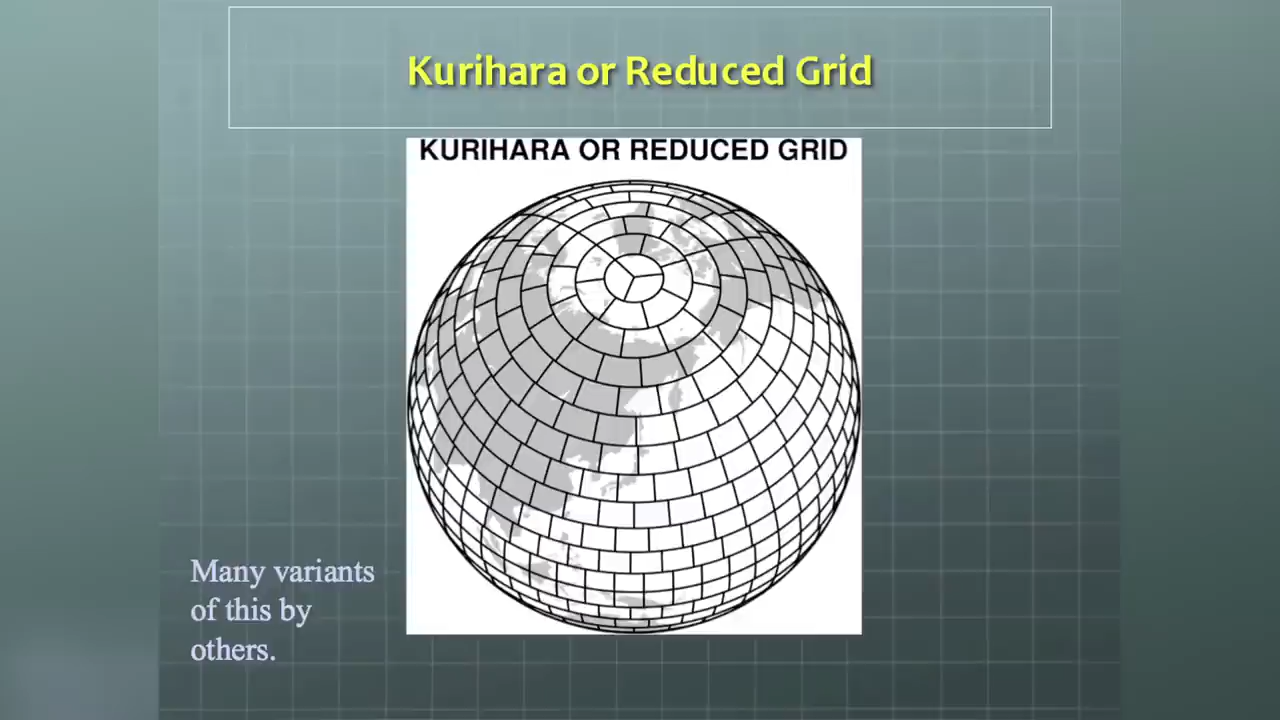 Kurihara or Reduced Grid
KURIHARA OR REDUCED GRID
Many variants
of this by
others.